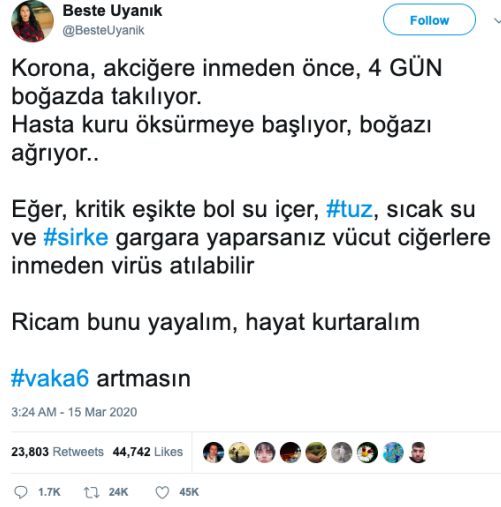 Beste Uyanık
@BesteUyanik
Follow
Korona, akciğere inmeden önce, 4 GÜN
boğazda takılıyor.
Hasta kuru öksürmeye başlıyor, boğazı
ağrıyor..
Eğer, kritik eşikte bol su içer, #tuz, sıcak su
ve #sirke gargara yaparsanız vücut ciğerlere
inmeden virüs atılabilir
Ricam bunu yayalım, hayat kurtaralım
#vaka6 artmasın
3:24 AM - 15 Mar 2020
23,803 Retweets 44,742 Likes
1.7K 24K 45K